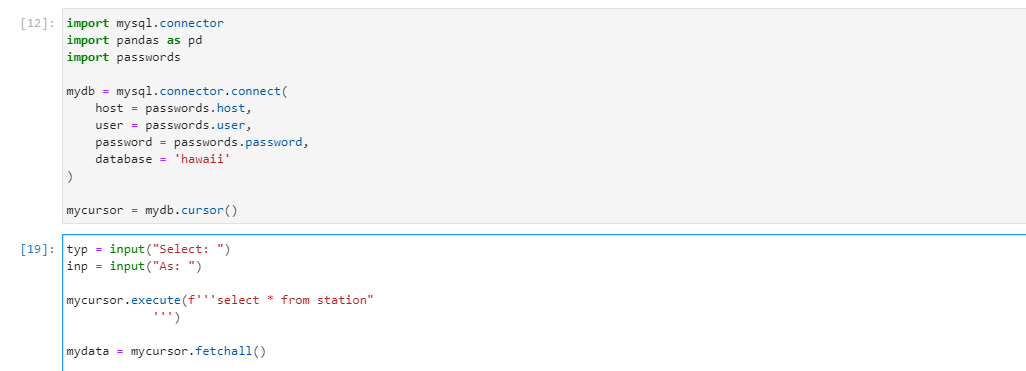 [12]: import mysql.connector
import pandas as pd
import passwords
mydb = mysql.connector.connect(
host = passwords.host,
user = passwords.user,
password = passwords.password,
database = 'hawaii'
)
mycursor = mydb.cursor()
[19]: typ = input("Select: ")
inp = input("As: ")
mycursor.execute(f'''select * from station"
''')
mydata = mycursor.fetchall()